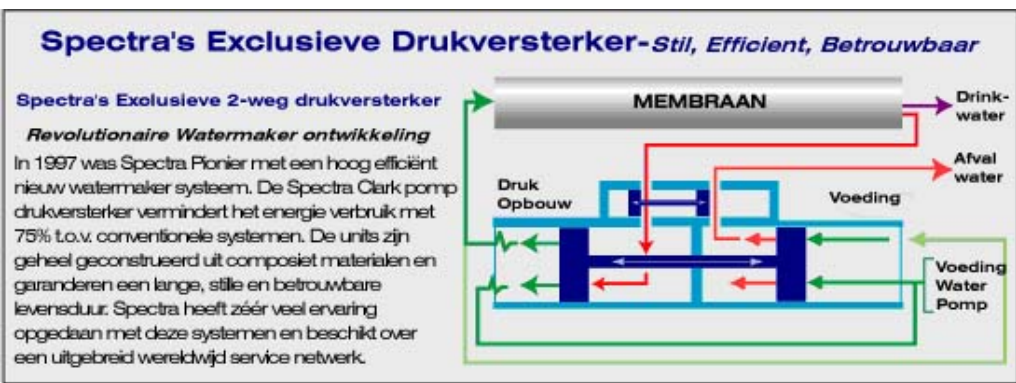 Spectra's Exclusieve Drukversterker-Stil, Efficient, Betrouwbaar
Spectra's Exclusieve 2-weg drukversterker
Revolutionaire Watermaker ontwikkeling
In 1997 was Spectra Pionier met een hoog efficiënt
nieuw watermaker systeem. De Spectra Clark pomp
drukversterker vermindert het energie verbruik met
75% t.o.v. conventionele systemen. De units zijn
geheel geconstrueerd uit composiet materialen en
garanderen een lange, stille en betrouwbare
levensduur. Spectra heeft zéér veel ervaring
opgedaan met deze systemen en beschikt over
een uitgebreid wereldwijd service netwerk.
MEMBRAAN
Drink-
water
Afval
water
Druk
Opbouw
Voeding
Voeding
Water
Pomp